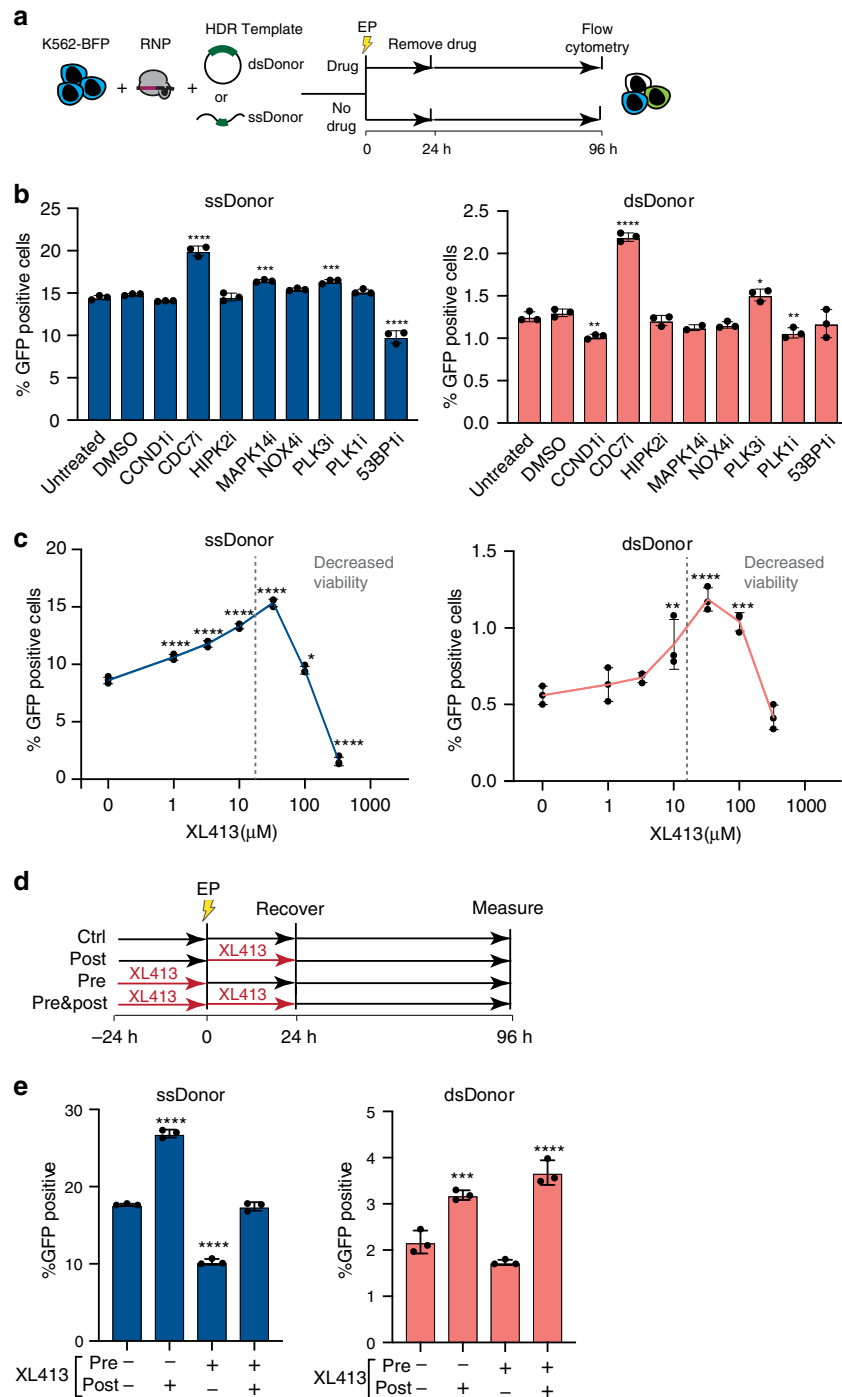 a
K562-BFP
RNP
HDR Template
dsDonor
or
ssDonor
+
+
EP
Drug
Remove drug
Flow
cytometry
No
drug
0
24 h
96 h
b
ssDonor
% GFP positive cells
25
20
15
10
5
0
****
***
***
****
Untreated
DMSO
CCND1i
CDC7i
HIPK2i
MAPK14i
NOX4i
PLK3i
PLK1i
53BP1i
dsDonor
% GFP positive cells
2.5
2.0
1.5
1.0
0.5
0.0
**
****
*
**
Untreated
DMSO
CCND1i
CDC7i
HIPK2i
MAPK14i
NOX4i
PLK3i
PLK1i
53BP1i
c
ssDonor
Decreased
viability
% GFP positive cells
20
15
10
5
0
****
****
****
****
*
****
0
1
10
100
1000
XL413(µM)
dsDonor
Decreased
viability
% GFP positive cells
1.5
1.0
0.5
0.0
**
****
***
0
1
10
100
1000
XL413(µM)
d
EP
Recover
Measure
Ctrl
Post
XL413
Pre
XL413
Pre&post
XL413
XL413
–24 h
0
24 h
96 h
e
ssDonor
%GFP positive
30
20
10
0
****
****
XL413
Pre – – + +
Post – + – +
dsDonor
%GFP positive
5
4
3
2
1
0
***
****
XL413
Pre – – + +
Post – + – +